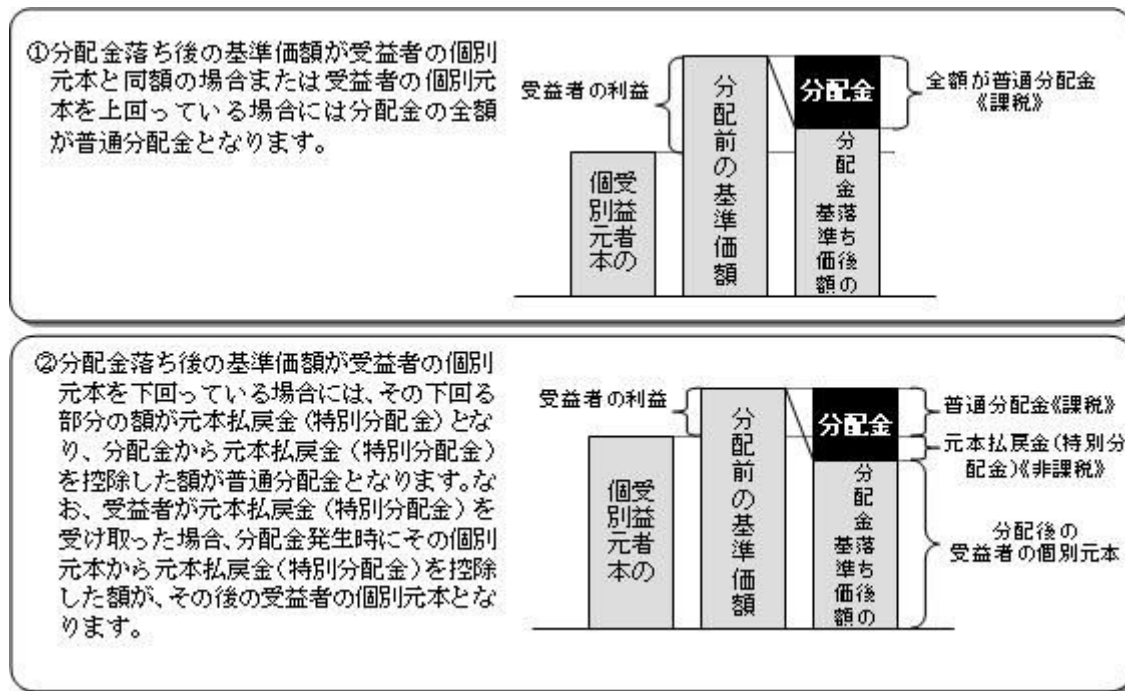 ①分配金落ち後の基準価額が受益者の個別
元本と同額の場合または受益者の個別元
本を上回っている場合には分配金の全額
が普通分配金となります。
受益者の利益
受益者の
個別元本
分配前の基準価額
分配金
分配金落ち後の
基準価額
全額が普通分配金
《課税》
②分配金落ち後の基準価額が受益者の個別
元本を下回っている場合には、その下回る
部分の額が元本払戻金(特別分配金)とな
り、分配金から元本払戻金(特別分配金)
を控除した額が普通分配金となります。な
お、受益者が元本払戻金(特別分配金)を
受け取った場合、分配金発生時にその個別
元本から元本払戻金(特別分配金)を控除
した額が、その後の受益者の個別元本とな
ります。
受益者の利益
受益者の
個別元本
分配前の基準価額
分配金
分配金落ち後の
基準価額
普通分配金《課税》
元本払戻金(特別分
配金)《非課税》
分配後の
受益者の個別元本